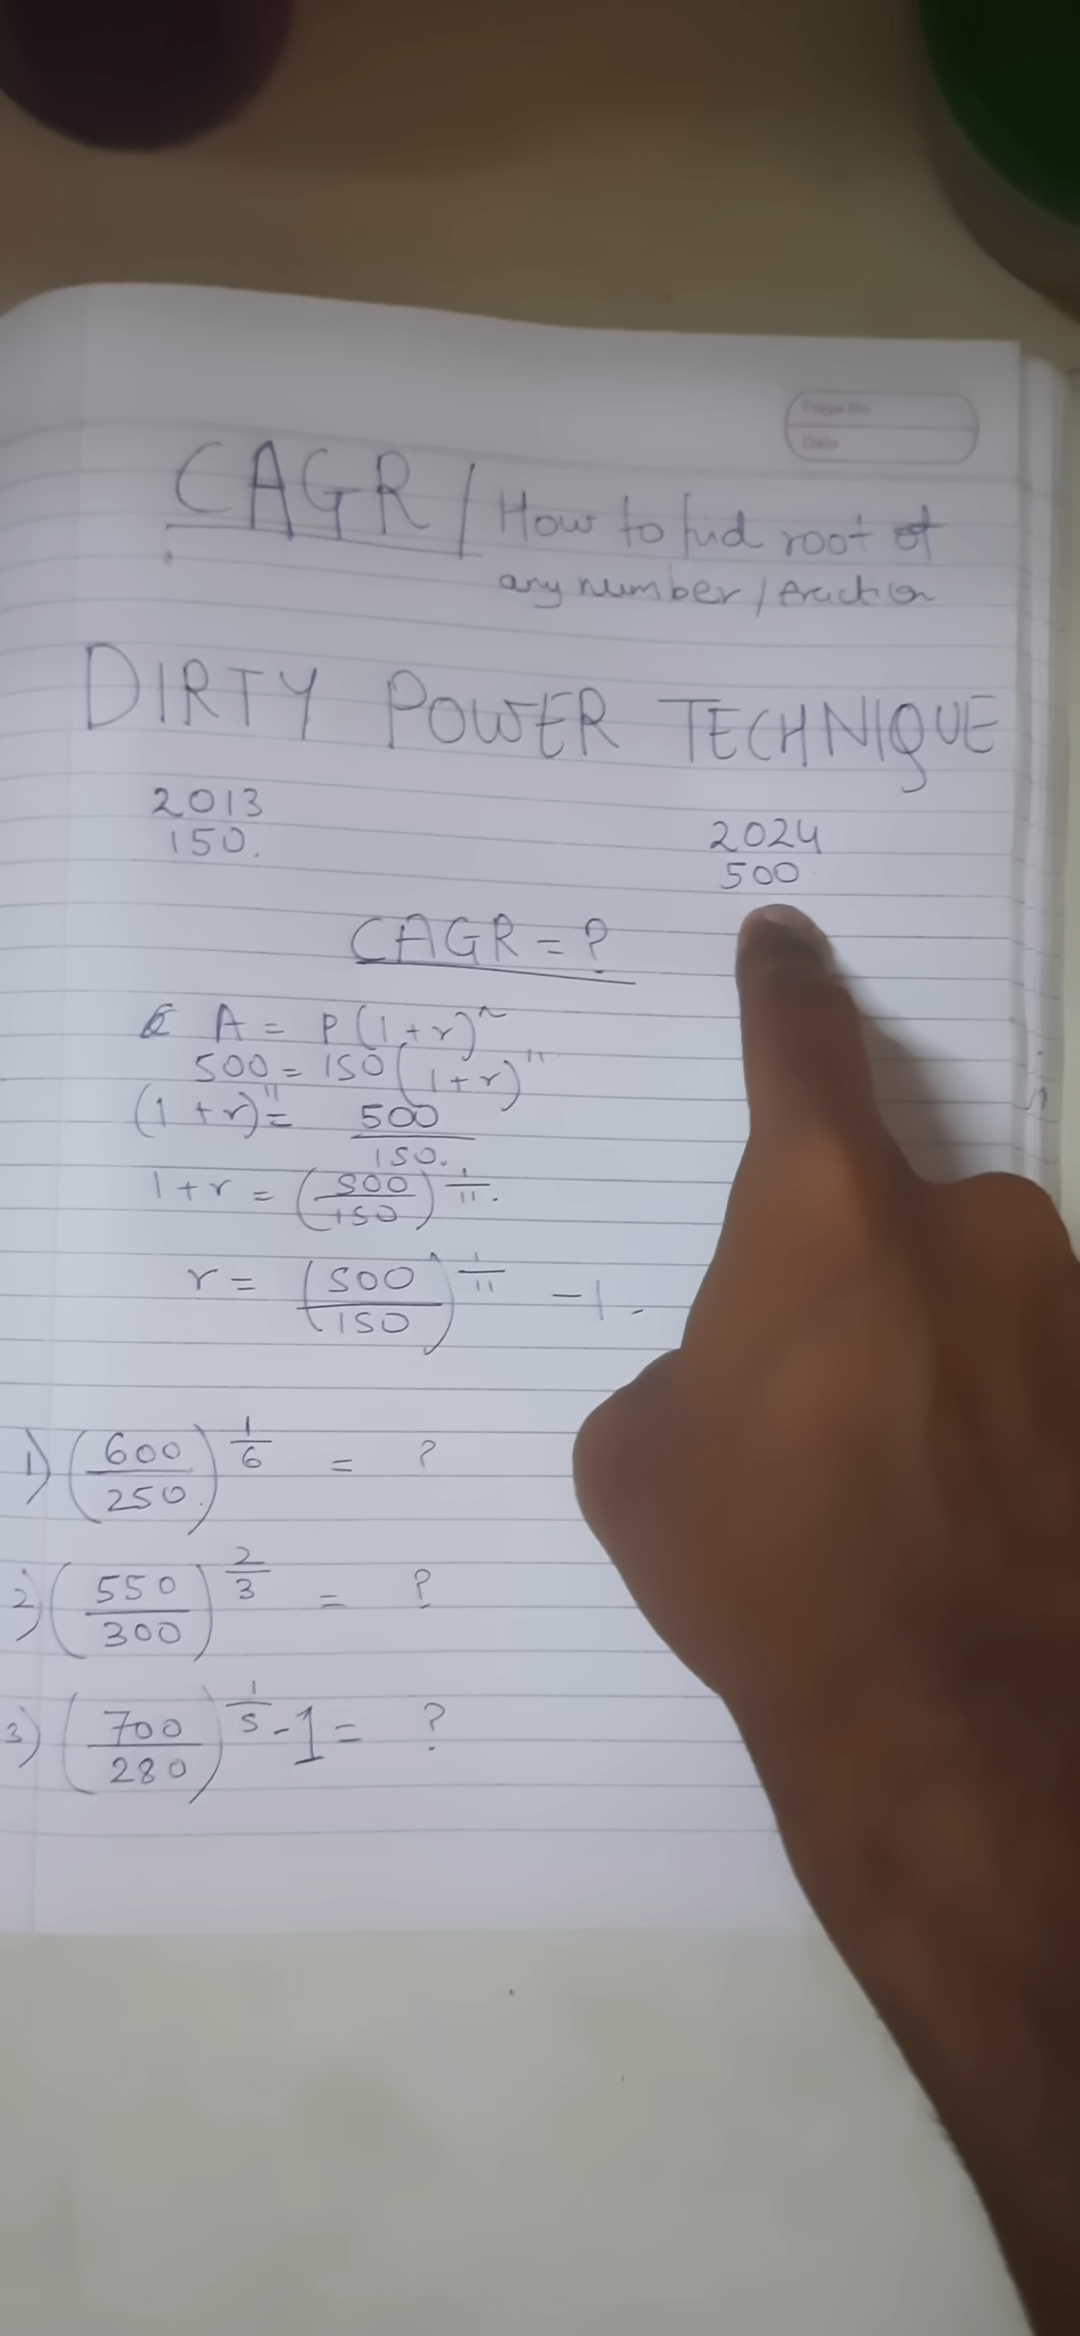 Page No
Date
CAGR / How to find root of
any number / fraction
DIRTY POWER TECHNIQUE
2013 2024
150. 500
CAGR = ?
A = P(1+r)^n
500 = 150(1+r)^11
(1+r)^11 = 500/150.
1+r = (500/150)^1/11.
r = (500/150)^1/11 - 1.
1) (600/250)^1/6 = ?
2) (550/300)^2/3 = ?
3) (700/280)^1/5 - 1 = ?